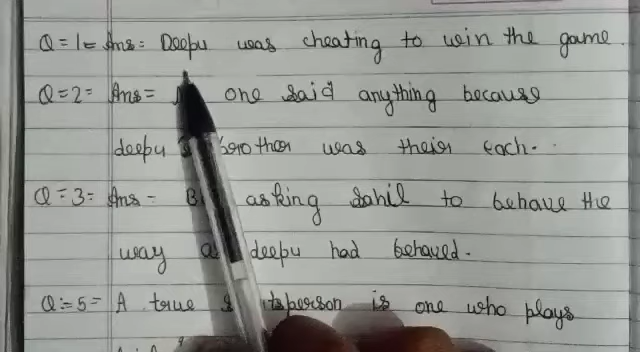 Q=1= Ans= Deepu was cheating to win the game.
Q=2= Ans= one said anything because
deepu brother was their Coach.
Q=3= Ans= asking Sahil to behave the
way deepu had behaved.
Q:=5= A true is one who plays